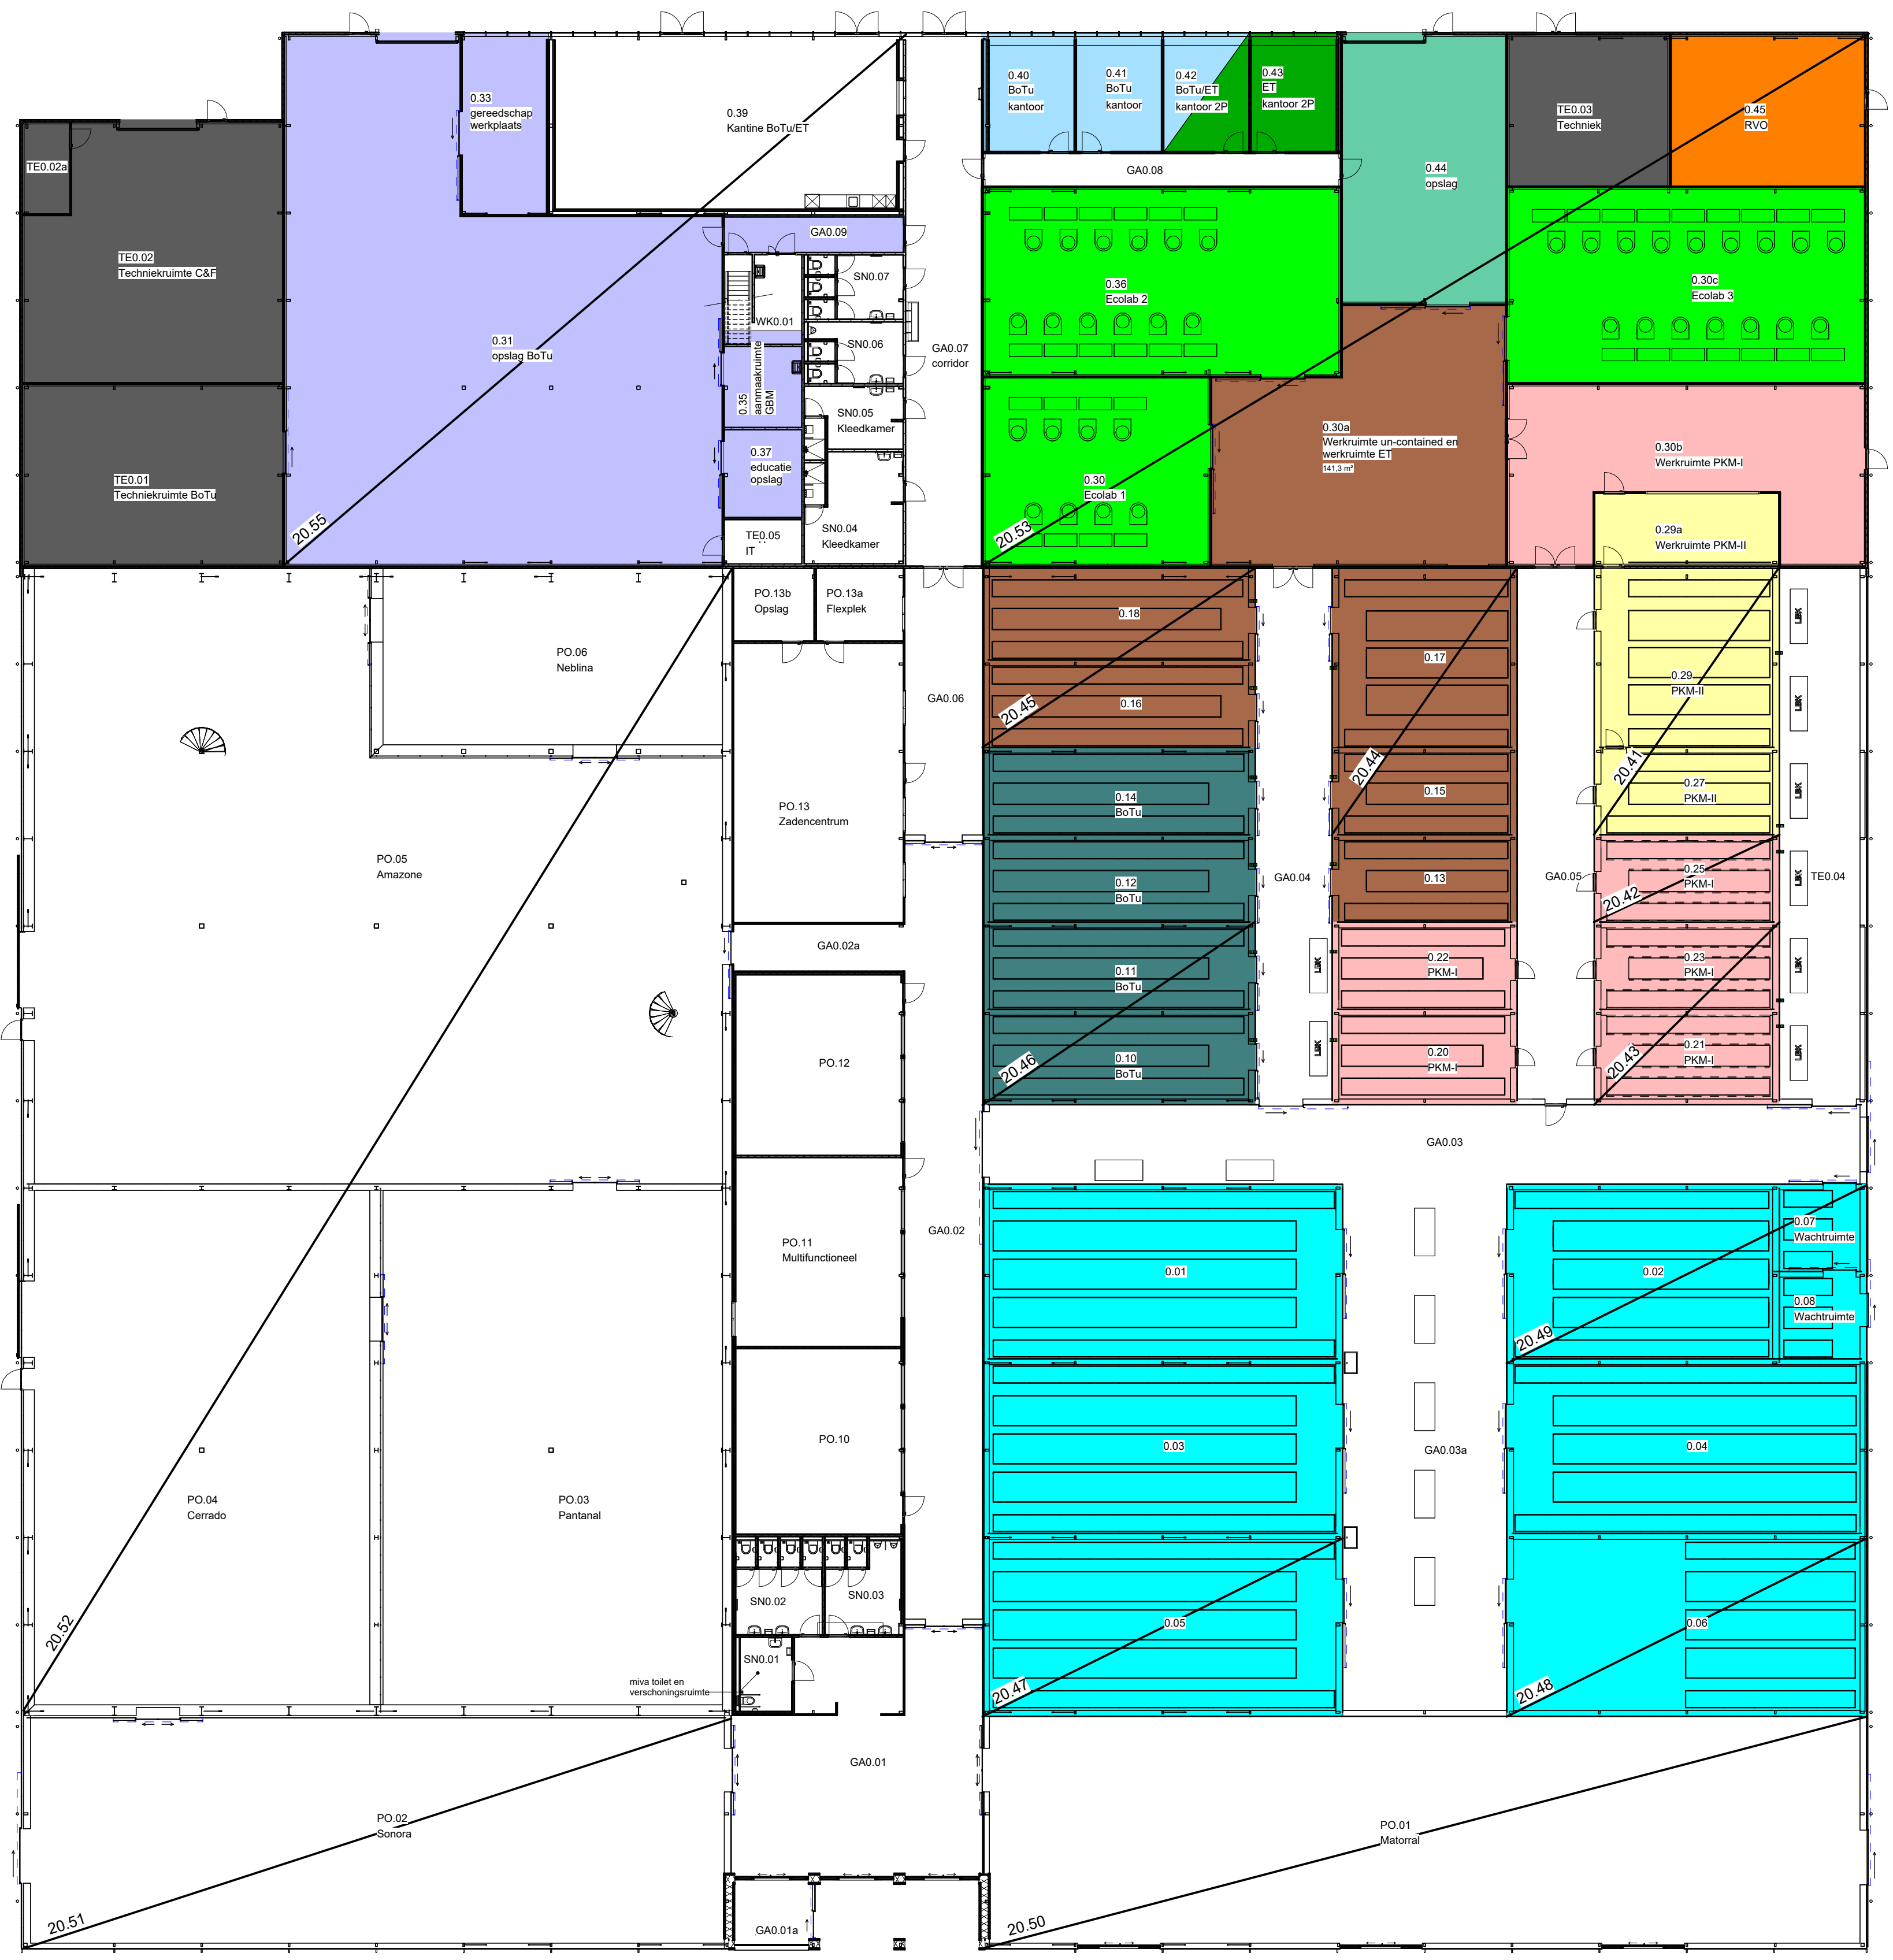 0.33
gereedschap
werkplaats
0.39
Kantine BoTu/ET
0.40
BoTu
kantoor
0.41
BoTu
kantoor
0.42
BoTu/ET
kantoor 2P
0.43
ET
kantoor 2P
TE0.03
Techniek
0.45
RVO
TE0.02a
GA0.08
0.44
opslag
TE0.02
Techniekruimte C&F
GA0.09
SN0.07
0.36
Ecolab 2
0.30c
Ecolab 3
WK0.01
0.31
opslag BoTu
SN0.06
GA0.07
corridor
0.35
aanmaakruimte
GBM
SN0.05
Kleedkamer
0.30a
Werkruimte un-contained en
werkruimte ET
141,3 m²
0.30b
Werkruimte PKM-I
0.37
educatie
opslag
TE0.01
Techniekruimte BoTu
0.30
Ecolab 1
20.55
TE0.05
IT
SN0.04
Kleedkamer
20.53
0.29a
Werkruimte PKM-II
PO.13b
Opslag
PO.13a
Flexplek
0.18
LBK
PO.06
Neblina
0.17
GA0.06
0.16
20.45
0.29
PKM-II
LBK
20.44
20.41
0.14
BoTu
0.15
0.27
PKM-II
LBK
PO.13
Zadencentrum
PO.05
Amazone
0.12
BoTu
GA0.04
0.13
GA0.05
0.25
PKM-I
20.42
LBK
TE0.04
GA0.02a
0.11
BoTu
LBK
0.22
PKM-I
0.23
PKM-I
LBK
PO.12
20.46
0.10
BoTu
LBK
0.20
PKM-I
20.43
0.21
PKM-I
LBK
GA0.03
GA0.02
PO.11
Multifunctioneel
0.01
0.02
0.07
Wachtruimte
0.08
Wachtruimte
20.49
PO.10
0.03
GA0.03a
0.04
PO.04
Cerrado
PO.03
Pantanal
SN0.02
SN0.03
0.05
0.06
20.52
SN0.01
miva toilet en
verschoningsruimte
20.47
20.48
GA0.01
PO.02
Sonora
PO.01
Matorral
20.51
GA0.01a
20.50